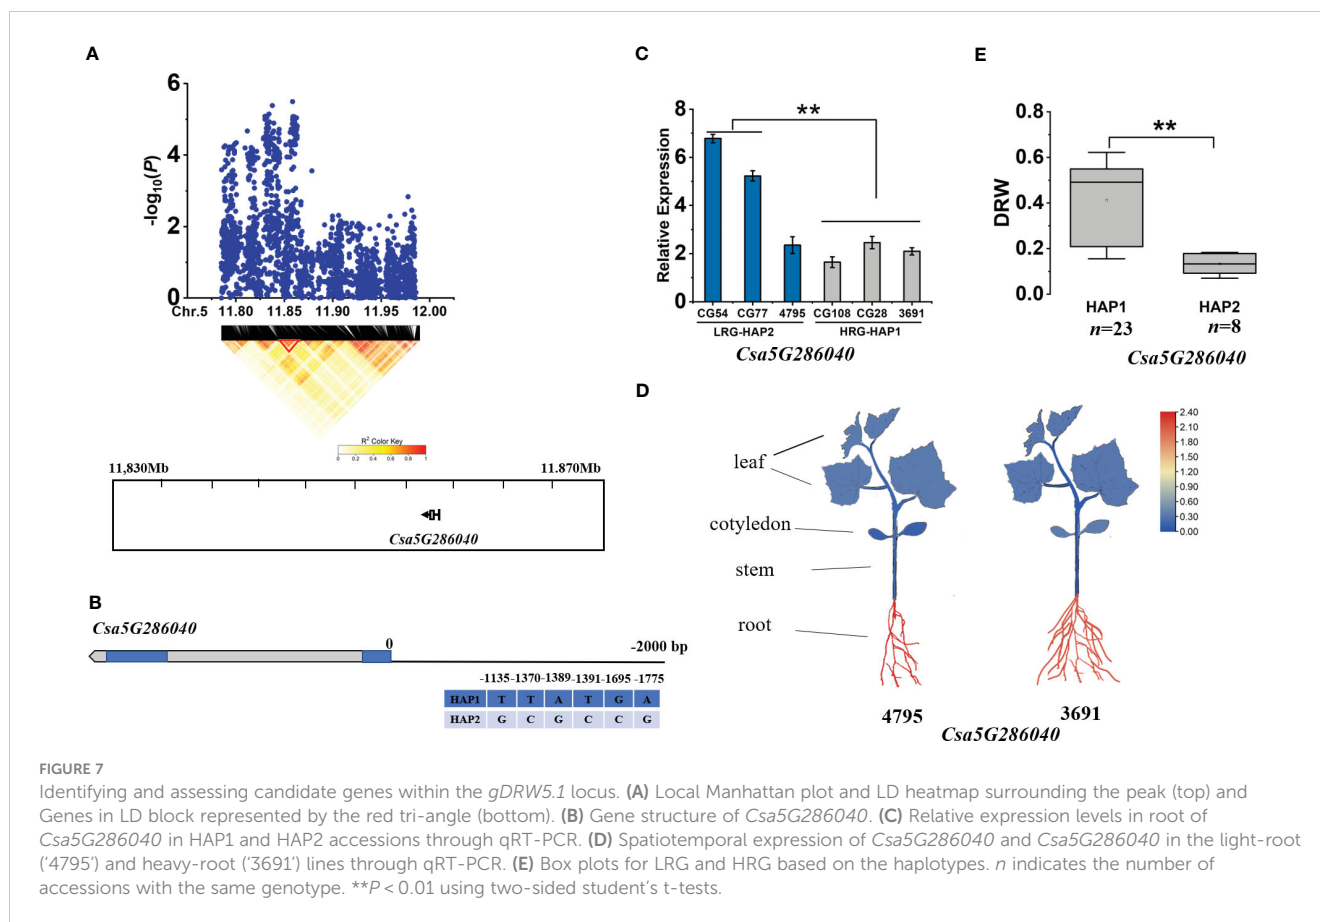 A
6
4
2
0
-log10(P)
Chr.5 11.80 11.85 11.95 11.95 12.00
R2 Color Key
0 0.2 0.4 0.6 0.8 1
11,830Mb 11.870Mb
Csa5G286040
B
Csa5G286040
0
-2000 bp
-1135 -1370 -1389 -1391 -1695 -1775
HAP1 T T A T G A
HAP2 G C G C C G
C
8
6
4
2
0
Relative Expression
**
CG54 CG77 4795 CG108 CG28 3691
LRG-HAP2 HRG-HAP1
Csa5G286040
E
0.8
0.6
0.4
0.2
0.0
DRW
**
HAP1 HAP2
n=23 n=8
Csa5G286040
D
leaf
cotyledon
stem
root
2.40
2.10
1.80
1.50
1.20
0.90
0.60
0.30
0.00
4795 3691
Csa5G286040
FIGURE 7
Identifying and assessing candidate genes within the gDRW5.1 locus. (A) Local Manhattan plot and LD heatmap surrounding the peak (top) and
Genes in LD block represented by the red tri-angle (bottom). (B) Gene structure of Csa5G286040. (C) Relative expression levels in root of
Csa5G286040 in HAP1 and HAP2 accessions through qRT-PCR. (D) Spatiotemporal expression of Csa5G286040 and Csa5G286040 in the light-root
('4795') and heavy-root ('3691') lines through qRT-PCR. (E) Box plots for LRG and HRG based on the haplotypes. n indicates the number of
accessions with the same genotype. **P < 0.01 using two-sided student's t-tests.